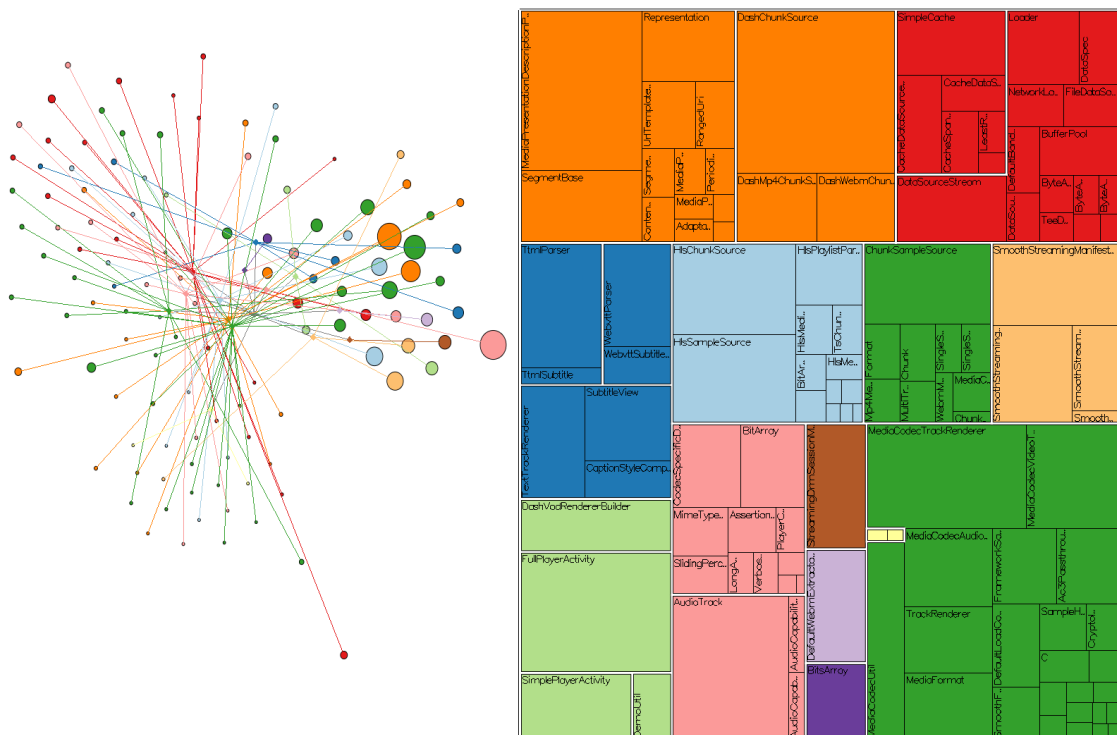 MediaPresentationDescriptionP..
Representation
UrlTemplate..
RangedUri
SegmentBase
Segme..
MediaP..
Periodi..
Conten..
MediaP..
Adapta..
DashChunkSource
DashMp4ChunkS..
DashWebmChun..
SimpleCache
CacheDataSource..
CacheDataS..
CacheSpan..
LeastR..
DataSourceStream
Loader
DataSpec
NetworkLo..
FileDataSo..
DefaultBand..
BufferPool
ByteA..
ByteA..
ByteA..
DataSou..
TeeD..
TtmlParser
WebvttParser
WebvttSubtitle..
TtmlSubtitle
TextTrackRenderer
SubtitleView
CaptionStyleComp..
HlsChunkSource
HlsSampleSource
HlsPlaylistPar..
HlsMedi..
TsChun..
BitAr..
HlsMe..
ChunkSampleSource
Format
Chunk
SingleS..
SingleS..
Mp4Me..
MultiTr..
WebmM..
MediaC..
Chunk..
SmoothStreamingManifest..
SmoothStreaming..
SmoothStream..
Smooth..
DashVodRendererBuilder
FullPlayerActivity
SimplePlayerActivity
DemoUtil
CodecSpecificD..
BitArray
MimeType..
Assertion..
PlayerC..
SlidingPerc..
LongA..
Verbos..
AudioTrack
AudioCapabilit..
AudioCapab..
StreamingDrmSessionM..
DefaultWebmExtracto..
BitsArray
MediaCodecTrackRenderer
MediaCodecVideoT..
MediaCodecAudio..
FrameworkSa..
Ac3Passthrou..
MediaCodecUtil
TrackRenderer
MediaFormat
DefaultLoadCo..
SampleH..
CryptoI..
C
SmoothF..